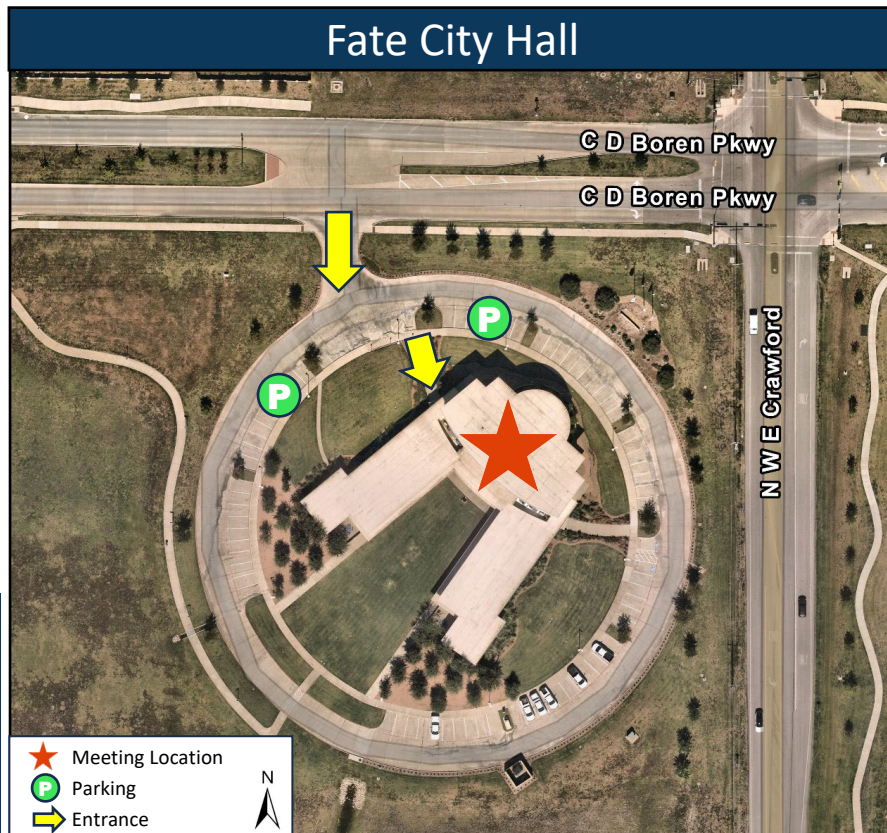 Fate City Hall
C D Boren Pkwy
C D Boren Pkwy
N W E Crawford
P
P
Meeting Location
P Parking
Entrance
N